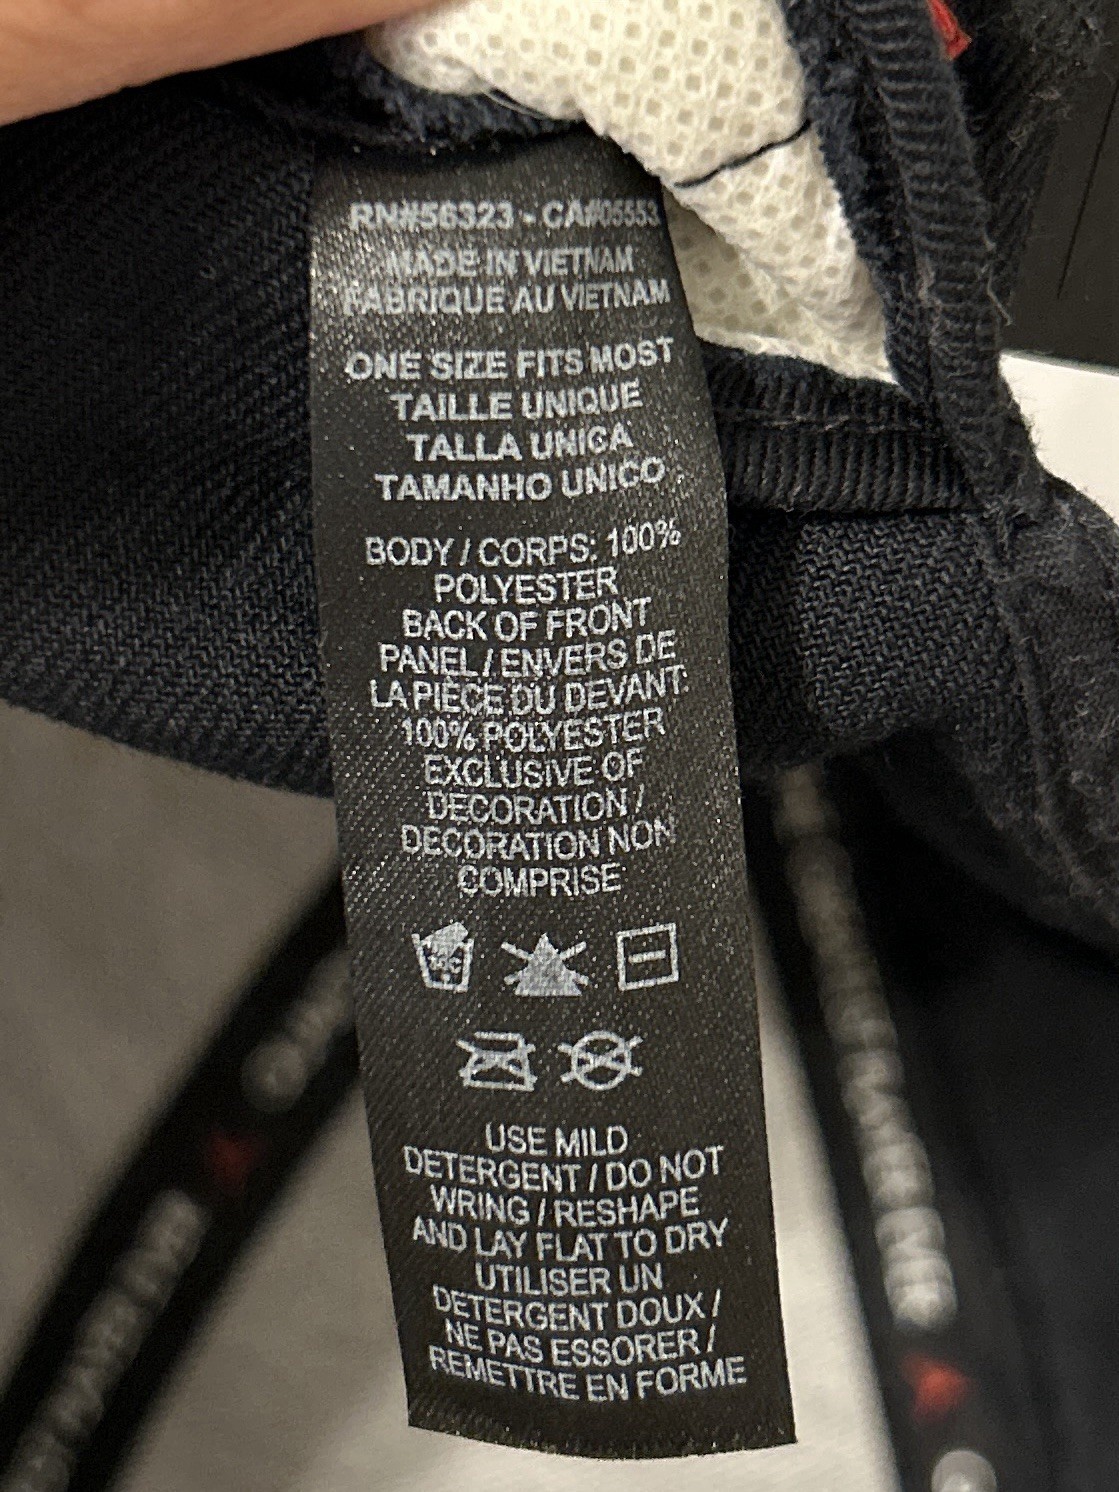 RN#56323 - CA#05553
MADE IN VIETNAM
FABRIQUE AU VIETNAM
ONE SIZE FITS MOST
TAILLE UNIQUE
TALLA UNICA
TAMANHO UNICO
BODY / CORPS: 100%
POLYESTER
BACK OF FRONT
PANEL / ENVERS DE
LA PIÈCE DU DEVANT:
100% POLYESTER
EXCLUSIVE OF
DECORATION /
DECORATION NON
COMPRISE
USE MILD
DETERGENT / DO NOT
WRING / RESHAPE
AND LAY FLAT TO DRY
UTILISER UN
DETERGENT DOUX /
NE PAS ESSORER /
REMETTRE EN FORME